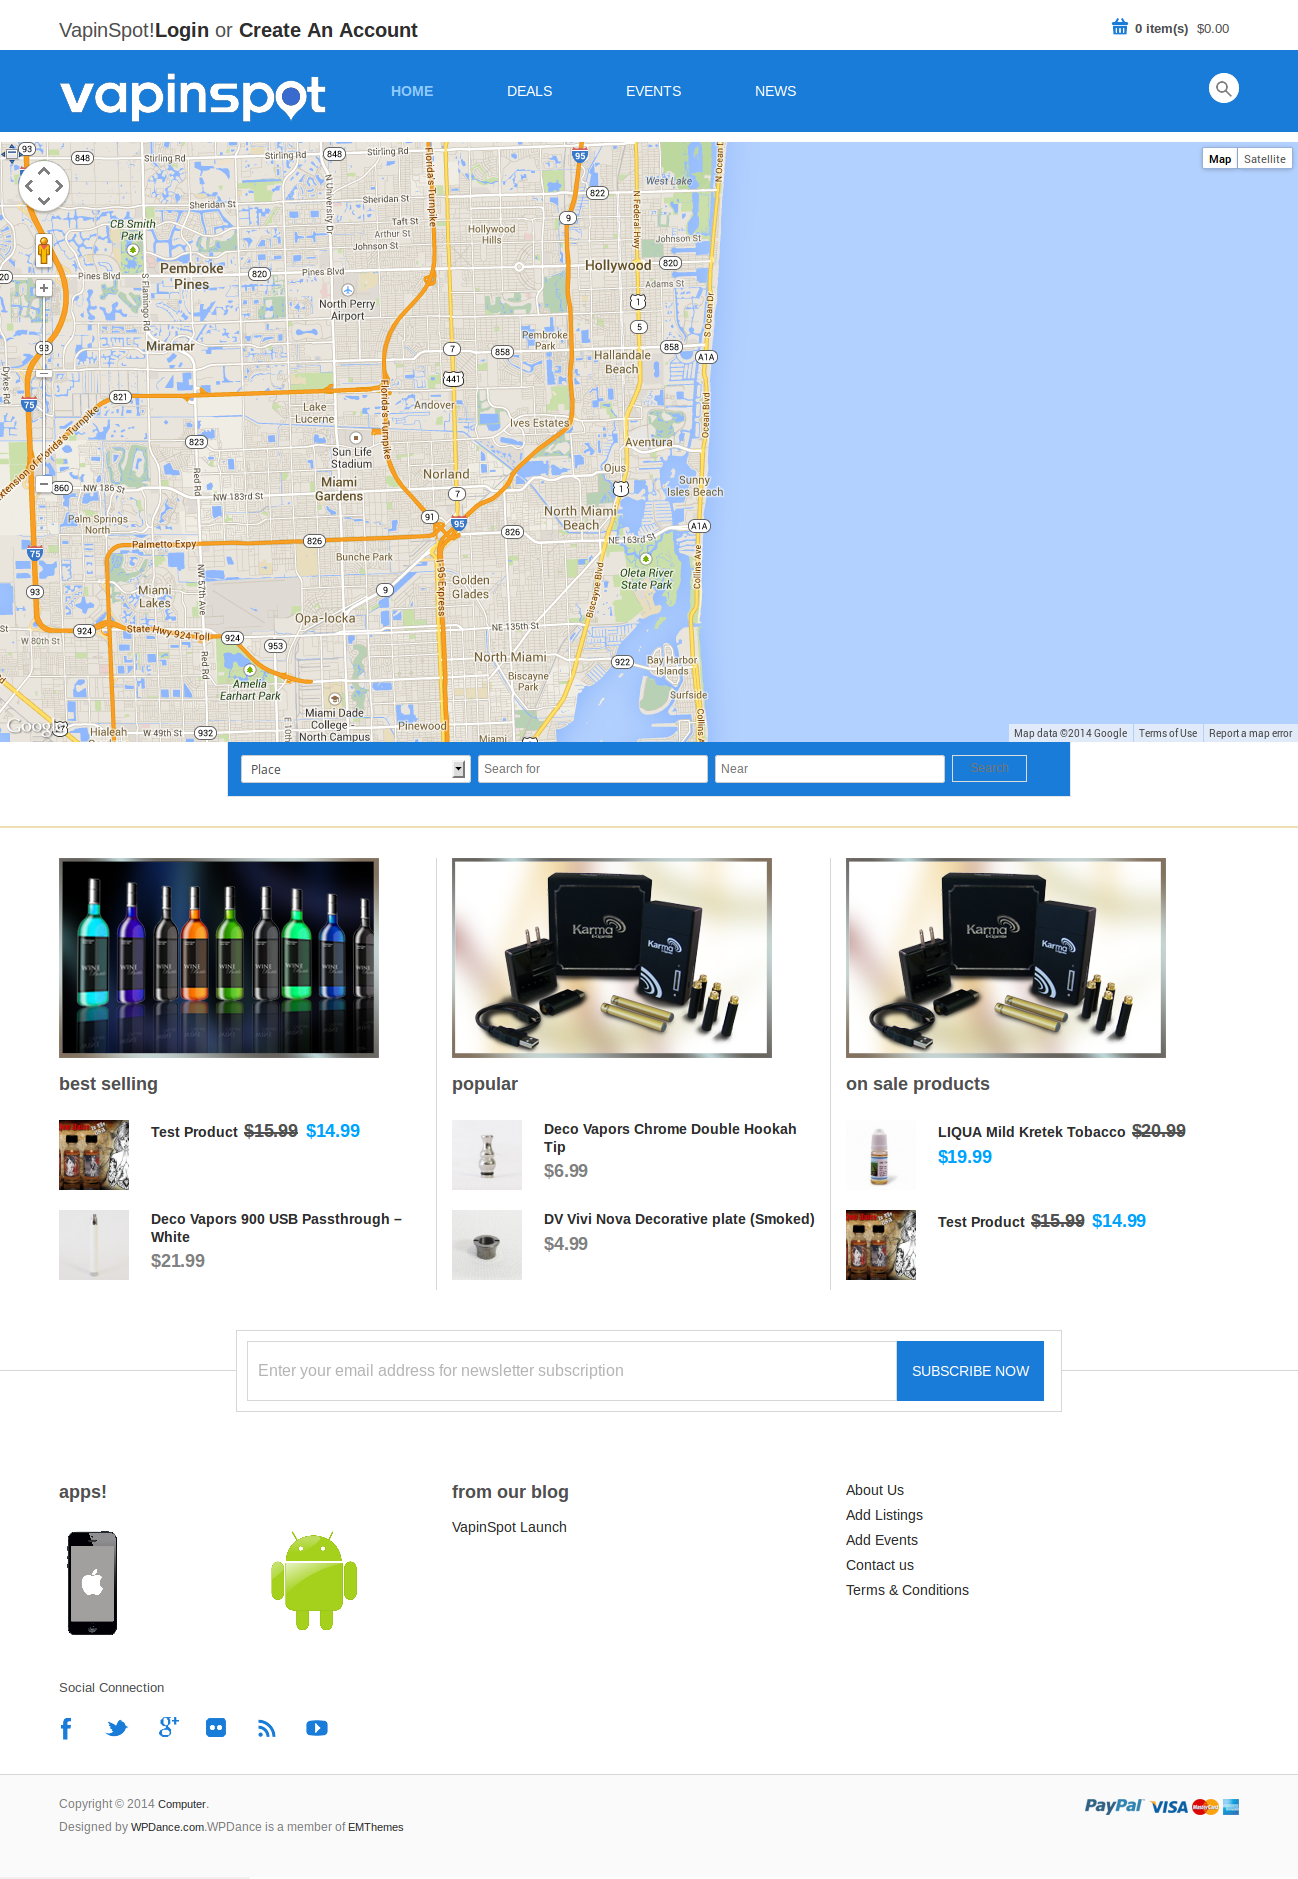 VapinSpot!Login or Create An Account
0 item(s) $0.00
vapinspot
HOME
DEALS
EVENTS
NEWS
Map
Satellite
West Lake
CB Smith
Park
Pembroke
Pines
Miramar
North Perry
Airport
Hollywood
Hills
Hollywood
Pembroke
Park
Hallandale
Beach
Lake
Lucerne
Andover
Ives Estates
Aventura
Ojus
Sun Life
Stadium
Miami
Gardens
Norland
Sunny
Isles Beach
North Miami
Beach
Palm Springs
North
Palmetto Expy
Bunche Park
Golden
Glades
Oleta River
State Park
Miami
Lakes
Opa-locka
State Hwy 924 Toll
North Miami
Biscayne
Park
Bay Harbor
Islands
Surfside
Amelia
Earhart Park
Miami Dade
College -
North Campus
Pinewood
Hialeah
Google
Map data ©2014 Google
Terms of Use
Report a map error
Place
Search for
Near
Search
Karma
Karma
Karma
Karma
best selling
popular
on sale products
Test Product $15.99 $14.99
Deco Vapors 900 USB Passthrough –
White
$21.99
Deco Vapors Chrome Double Hookah
Tip
$6.99
DV Vivi Nova Decorative plate (Smoked)
$4.99
LIQUA Mild Kretek Tobacco $20.99
$19.99
Test Product $15.99 $14.99
Enter your email address for newsletter subscription
SUBSCRIBE NOW
apps!
from our blog
VapinSpot Launch
About Us
Add Listings
Add Events
Contact us
Terms & Conditions
Social Connection
Copyright © 2014 Computer.
Designed by WPDance.com.WPDance is a member of EMThemes
PayPal VISA MasterCard